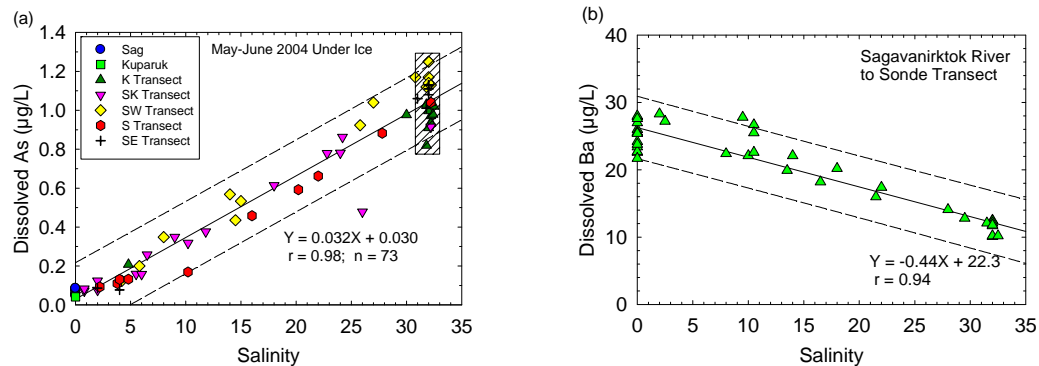 (a)
1.4
1.2
1.0
0.8
0.6
0.4
0.2
0.0
Dissolved As (µg/L)
Sag
Kuparuk
K Transect
SK Transect
SW Transect
S Transect
SE Transect
May-June 2004 Under Ice
Y = 0.032X + 0.030
r = 0.98; n = 73
0 5 10 15 20 25 30 35
Salinity
(b)
40
30
20
10
0
Dissolved Ba (µg/L)
Sagavanirktok River
to Sonde Transect
Y = -0.44X + 22.3
r = 0.94
0 5 10 15 20 25 30 35
Salinity